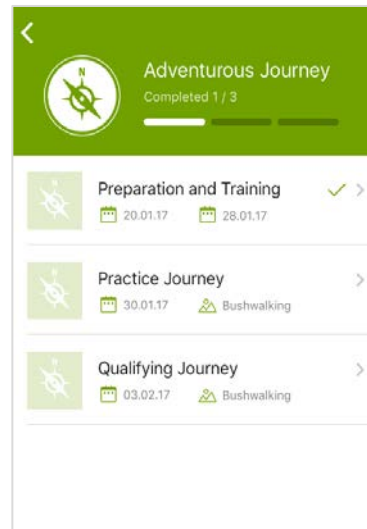 N
Adventurous Journey
Completed 1 / 3
Preparation and Training
20.01.17 28.01.17
Practice Journey
30.01.17 Bushwalking
Qualifying Journey
03.02.17 Bushwalking